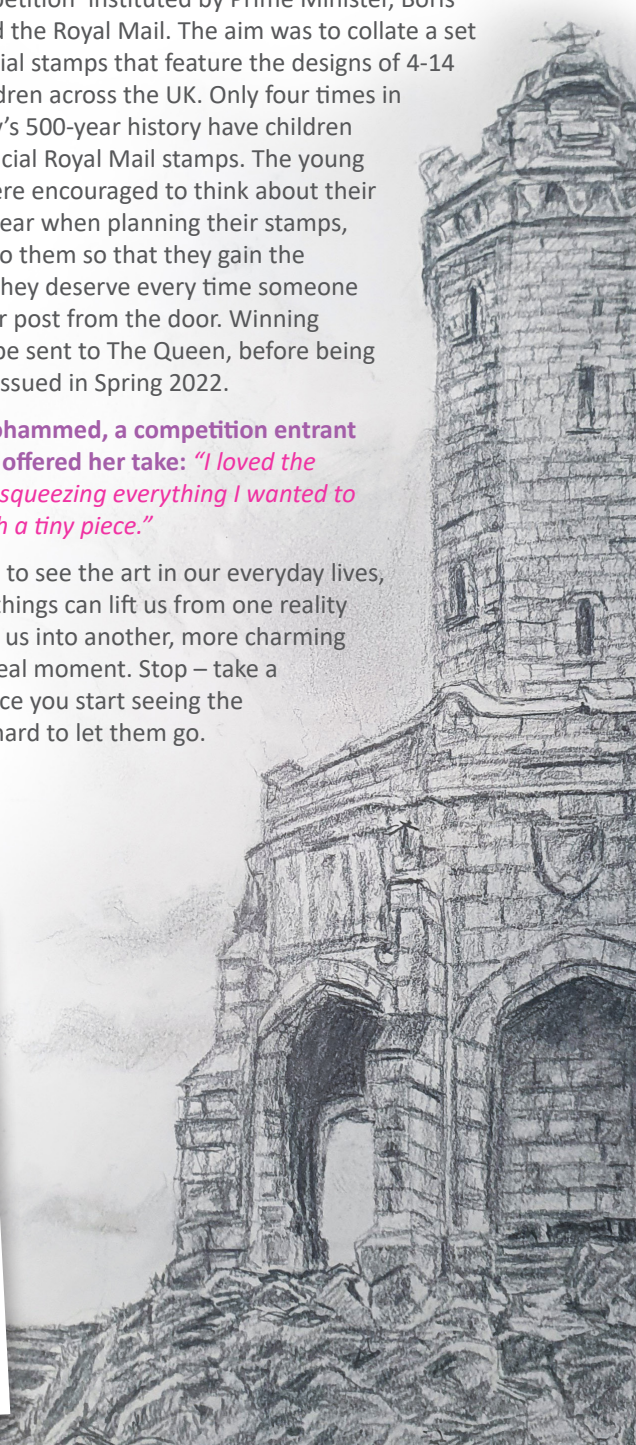 petition' instituted by Prime Minister, Boris
d the Royal Mail. The aim was to collate a set
ial stamps that feature the designs of 4-14
dren across the UK. Only four times in
y's 500-year history have children
cial Royal Mail stamps. The young
ere encouraged to think about their
ear when planning their stamps,
o them so that they gain the
hey deserve every time someone
r post from the door. Winning
be sent to The Queen, before being
ssued in Spring 2022.
ohammed, a competition entrant
offered her take: "I loved the
squeezing everything I wanted to
h a tiny piece."
to see the art in our everyday lives,
things can lift us from one reality
us into another, more charming
eal moment. Stop – take a
ce you start seeing the
hard to let them go.